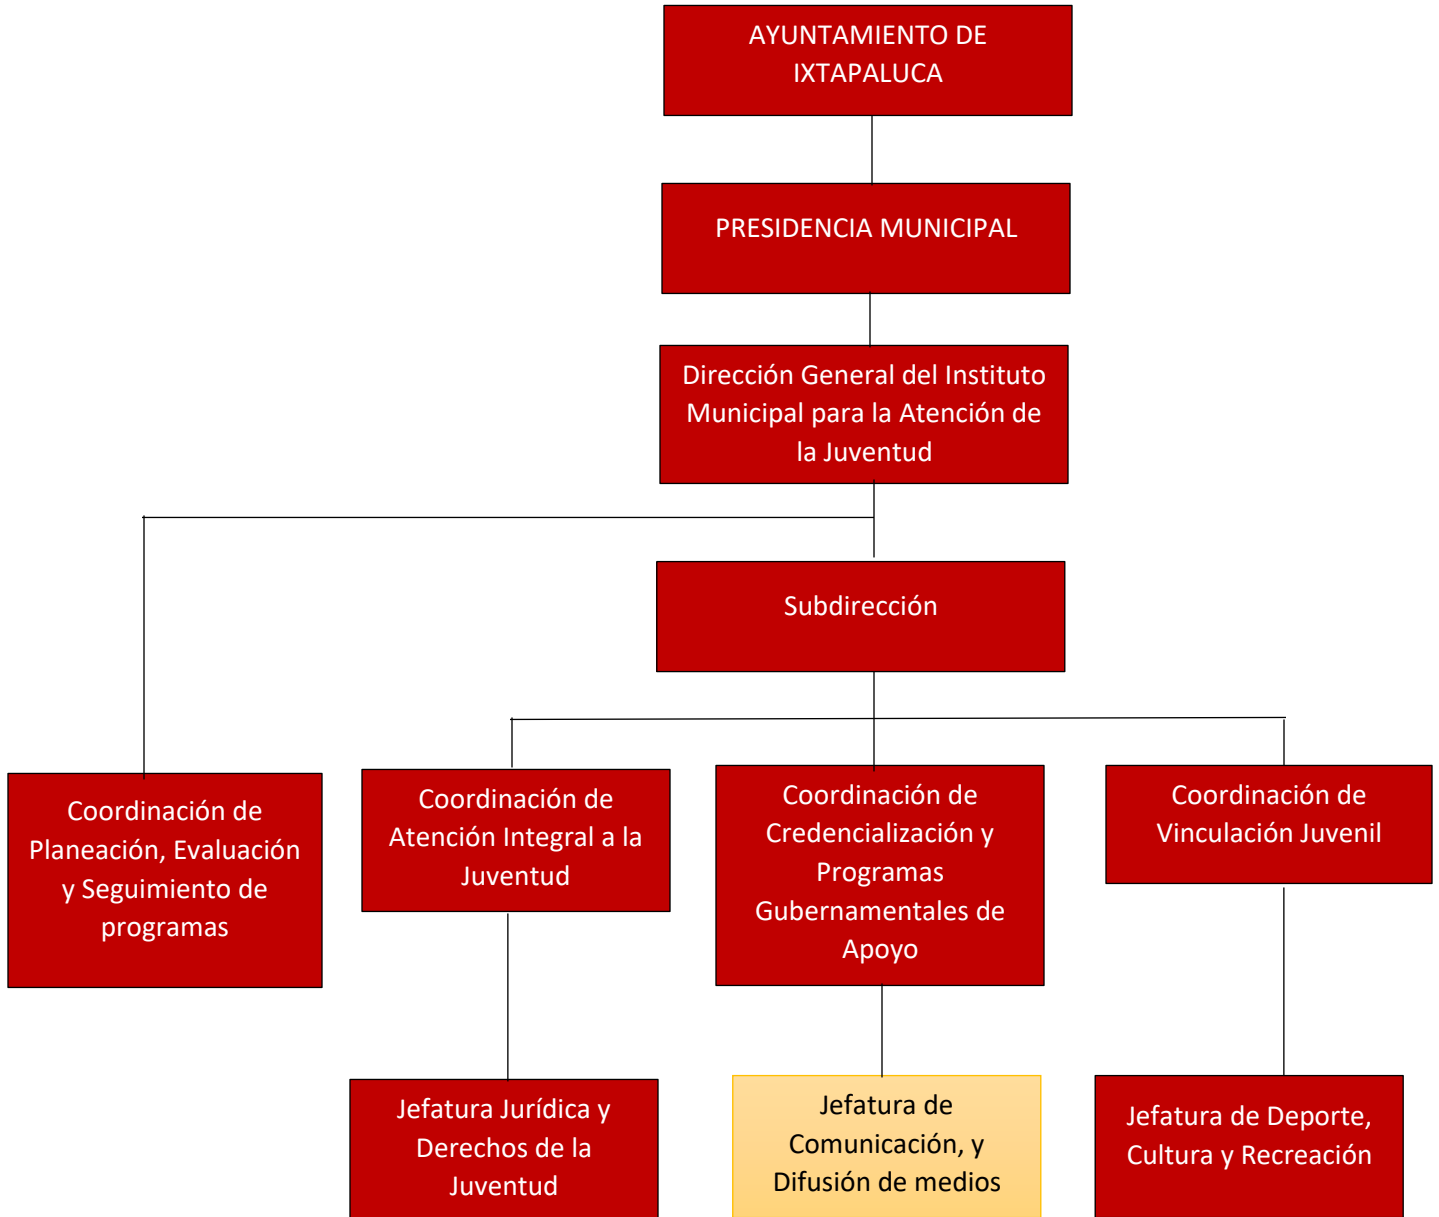 AYUNTAMIENTO DE
IXTAPALUCA
PRESIDENCIA MUNICIPAL
Dirección General del Instituto
Municipal para la Atención de
la Juventud
Subdirección
Coordinación de
Planeación, Evaluación
y Seguimiento de
programas
Coordinación de
Atención Integral a la
Juventud
Coordinación de
Credencialización y
Programas
Gubernamentales de
Apoyo
Coordinación de
Vinculación Juvenil
Jefatura Jurídica y
Derechos de la
Juventud
Jefatura de
Comunicación, y
Difusión de medios
Jefatura de Deporte,
Cultura y Recreación